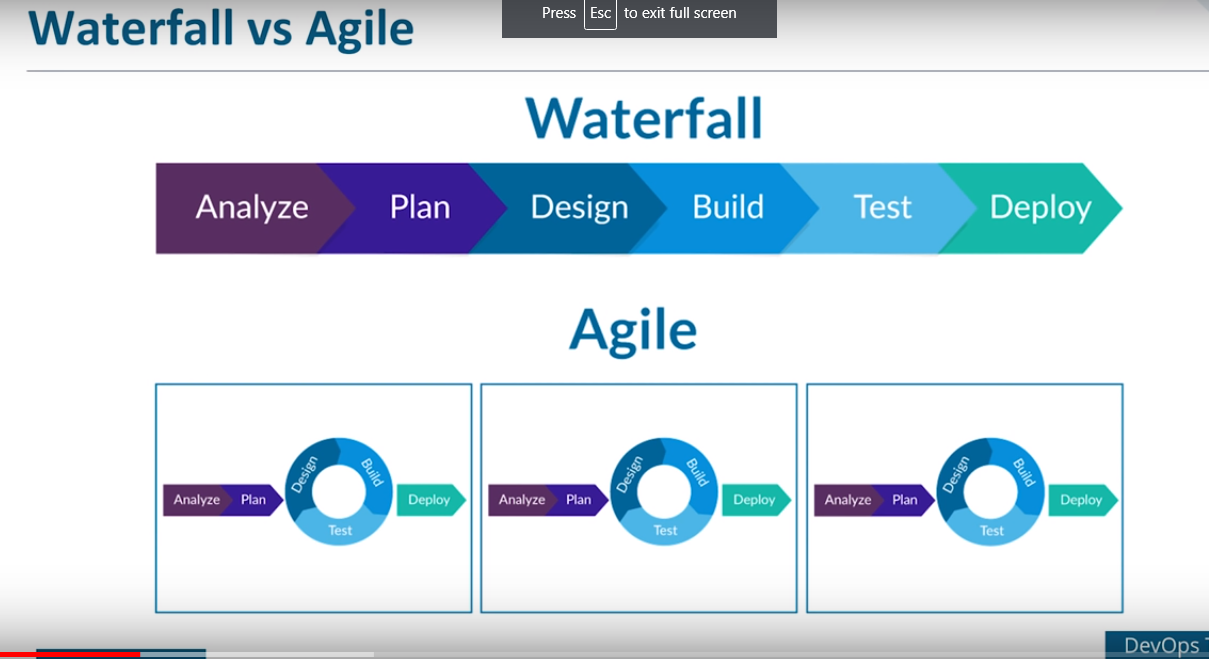 Press Esc to exit full screen
Waterfall vs Agile
Waterfall
Analyze Plan Design Build Test Deploy
Agile
Analyze Plan Design Build Test Deploy
Analyze Plan Design Build Test Deploy
Analyze Plan Design Build Test Deploy
DevOps